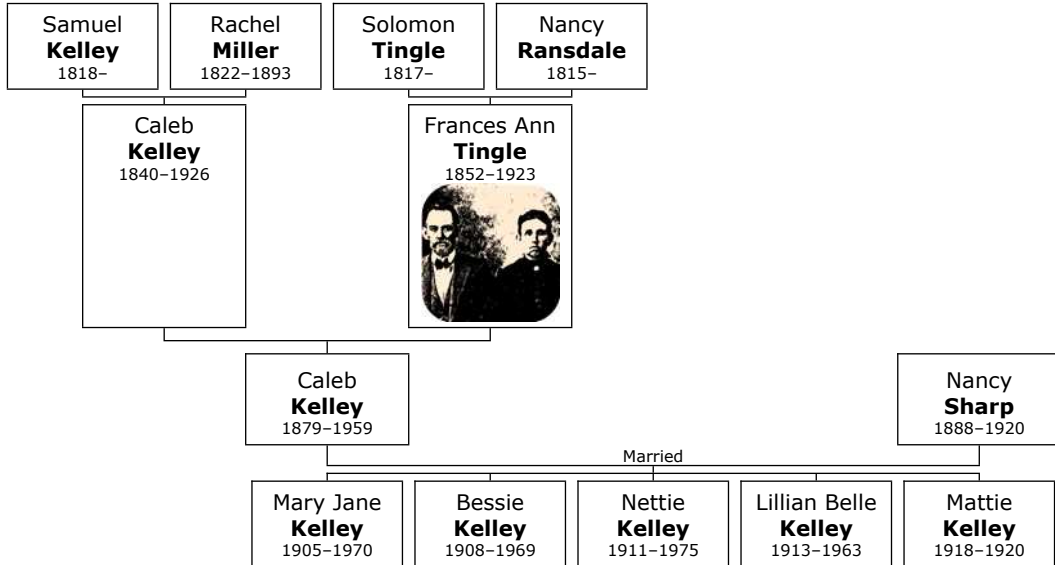 Samuel
Kelley
1818–
Rachel
Miller
1822–1893
Solomon
Tingle
1817–
Nancy
Ransdale
1815–
Caleb
Kelley
1840–1926
Frances Ann
Tingle
1852–1923
Caleb
Kelley
1879–1959
Nancy
Sharp
1888–1920
Married
Mary Jane
Kelley
1905–1970
Bessie
Kelley
1908–1969
Nettie
Kelley
1911–1975
Lillian Belle
Kelley
1913–1963
Mattie
Kelley
1918–1920